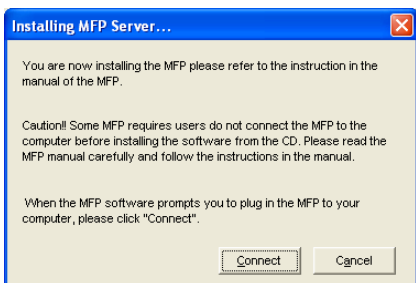 Installing MFP Server...
You are now installing the MFP please refer to the instruction in the
manual of the MFP.
Caution!! Some MFP requires users do not connect the MFP to the
computer before installing the software from the CD. Please read the
MFP manual carefully and follow the instructions in the manual.
When the MFP software prompts you to plug in the MFP to your
computer, please click "Connect".
Connect Cancel